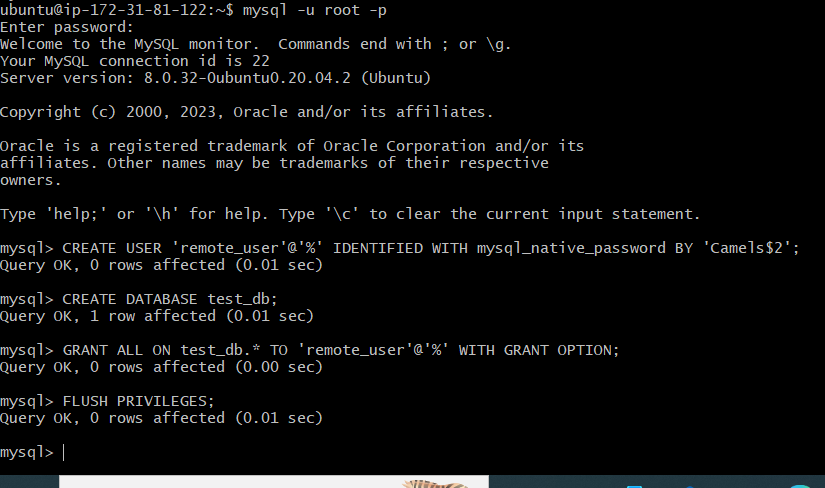 ubuntu@ip-172-31-81-122:~$ mysql -u root -p
Enter password:
Welcome to the MySQL monitor.  Commands end with ; or \g.
Your MySQL connection id is 22
Server version: 8.0.32-0ubuntu0.20.04.2 (Ubuntu)
Copyright (c) 2000, 2023, Oracle and/or its affiliates.
Oracle is a registered trademark of Oracle Corporation and/or its
affiliates. Other names may be trademarks of their respective
owners.
Type 'help;' or '\h' for help. Type '\c' to clear the current input statement.
mysql> CREATE USER 'remote_user'@'%' IDENTIFIED WITH mysql_native_password BY 'Camels$2';
Query OK, 0 rows affected (0.01 sec)
mysql> CREATE DATABASE test_db;
Query OK, 1 row affected (0.01 sec)
mysql> GRANT ALL ON test_db.* TO 'remote_user'@'%' WITH GRANT OPTION;
Query OK, 0 rows affected (0.00 sec)
mysql> FLUSH PRIVILEGES;
Query OK, 0 rows affected (0.01 sec)
mysql>